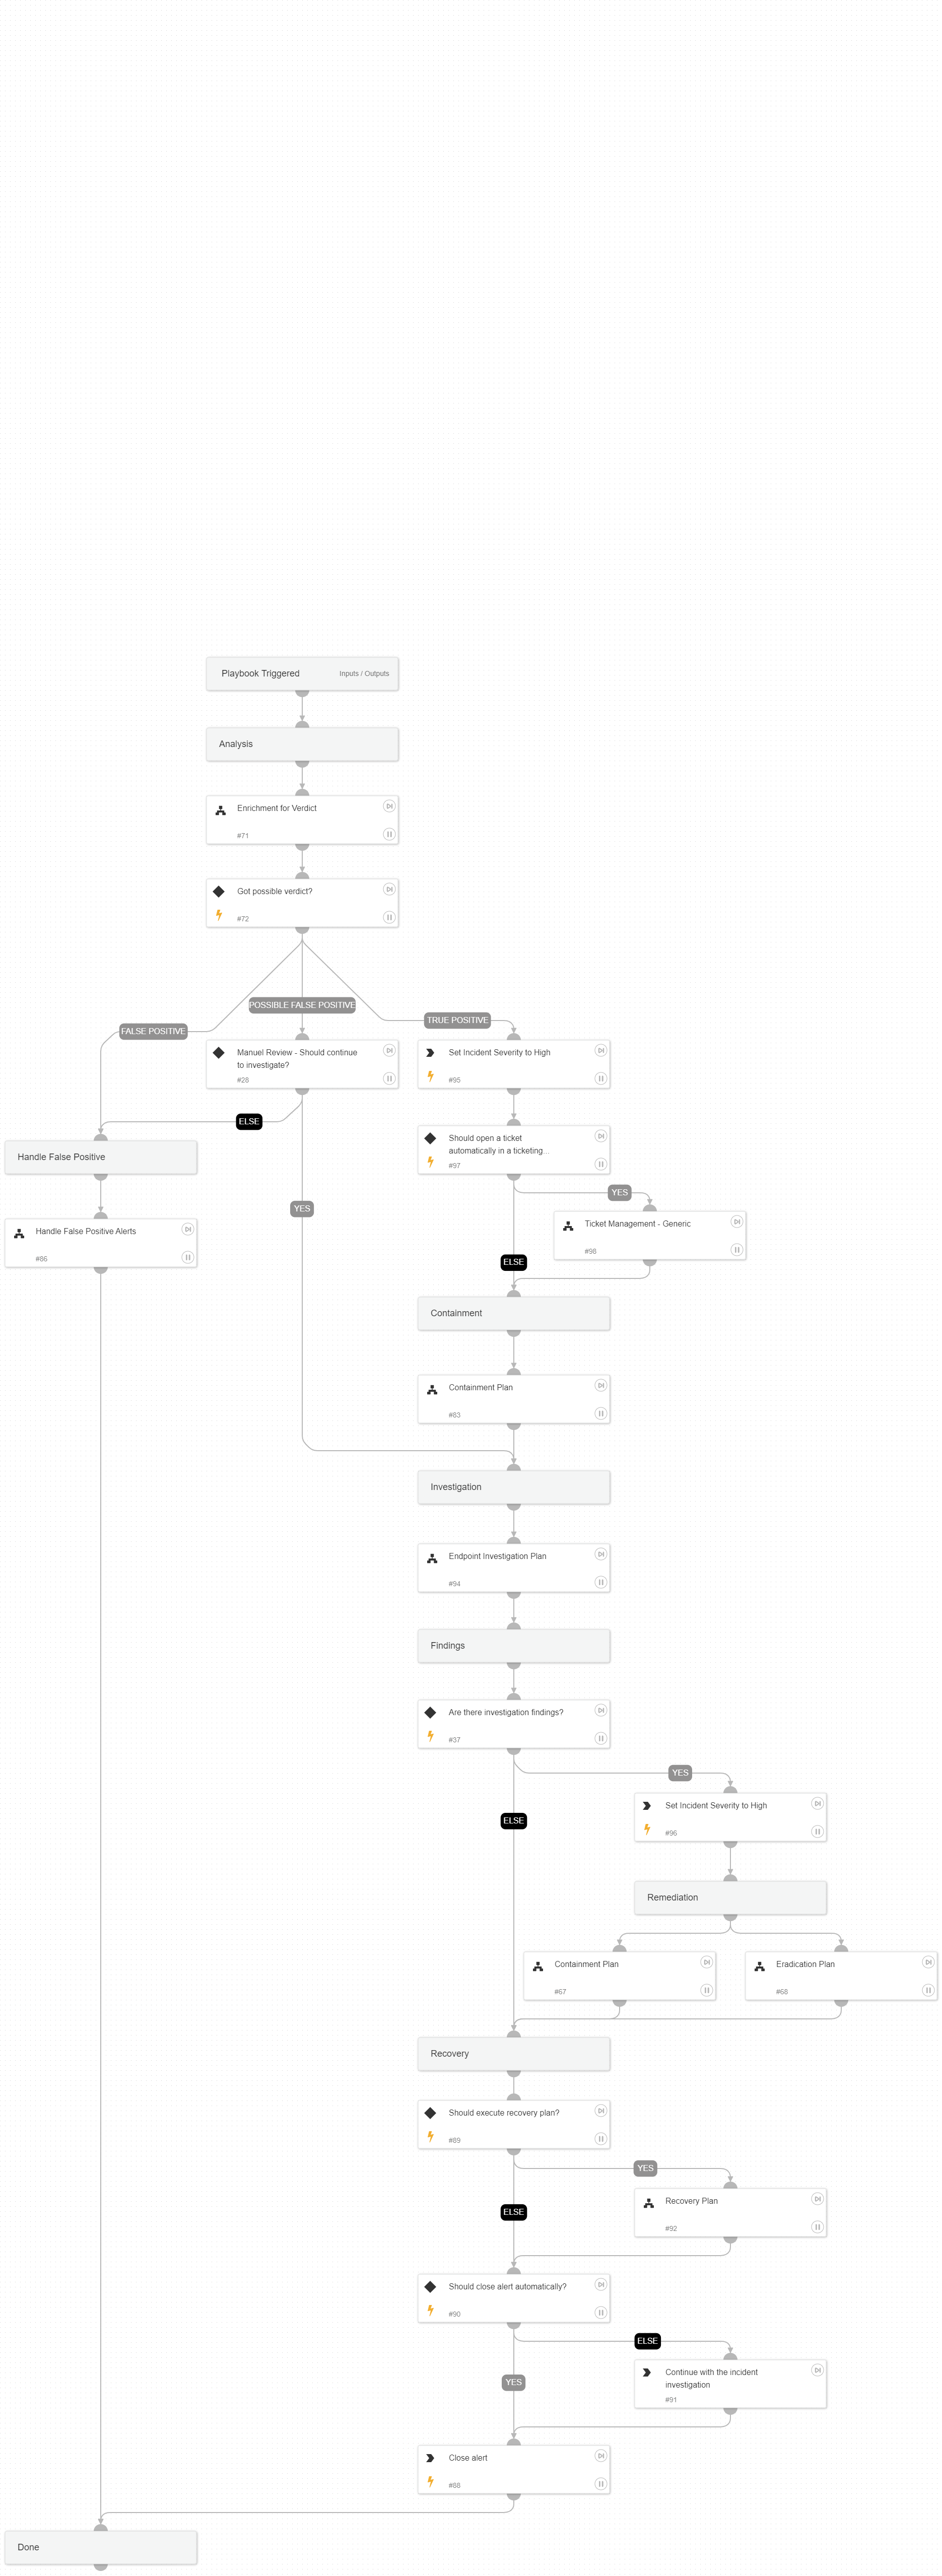 Playbook Triggered
Inputs / Outputs
Analysis
Enrichment for Verdict
#71
Got possible verdict?
#72
POSSIBLE FALSE POSITIVE
TRUE POSITIVE
FALSE POSITIVE
Manuel Review - Should continue
to investigate?
#28
Set Incident Severity to High
#95
ELSE
Should open a ticket
automatically in a ticketing...
#97
Handle False Positive
YES
YES
Handle False Positive Alerts
#86
Ticket Management - Generic
#98
ELSE
Containment
Containment Plan
#83
Investigation
Endpoint Investigation Plan
#94
Findings
Are there investigation findings?
#37
YES
ELSE
Set Incident Severity to High
#96
Remediation
Containment Plan
#67
Eradication Plan
#68
Recovery
Should execute recovery plan?
#89
YES
ELSE
Recovery Plan
#92
Should close alert automatically?
#90
ELSE
YES
Continue with the incident
investigation
#91
Close alert
#88
Done